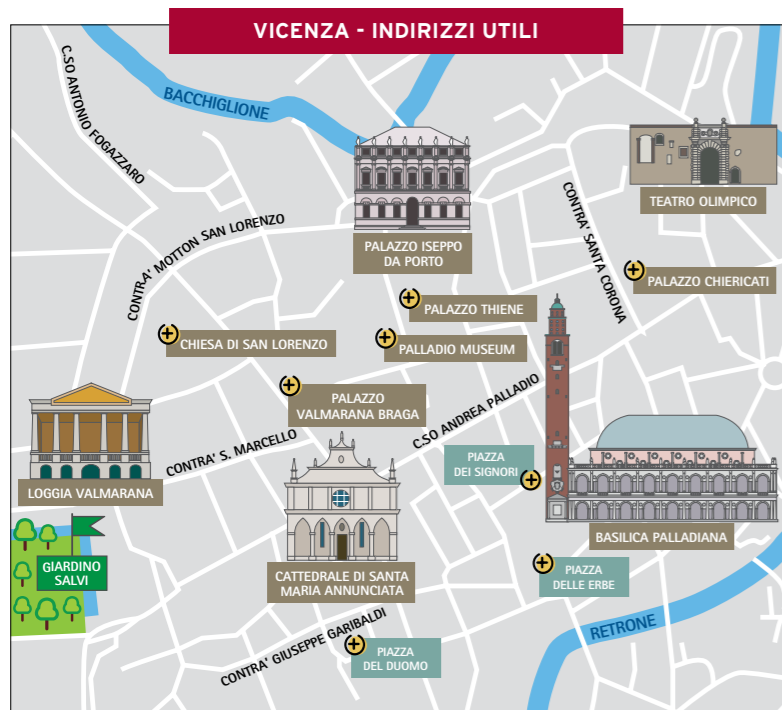 VICENZA - INDIRIZZI UTILI
C.SO ANTONIO FOGAZZARO
BACCHIGLIONE
TEATRO OLIMPICO
CONTRA' SANTA CORONA
CONTRA' MOTTON SAN LORENZO
PALAZZO ISEPPO
DA PORTO
PALAZZO CHIERICATI
PALAZZO THIENE
CHIESA DI SAN LORENZO
PALLADIO MUSEUM
PALAZZO
VALMARANA BRAGA
C.SO ANDREA PALLADIO
CONTRA' S. MARCELLO
PIAZZA
DEI SIGNORI
LOGGIA VALMARANA
BASILICA PALLADIANA
GIARDINO
SALVI
CATTEDRALE DI SANTA
MARIA ANNUNCIATA
PIAZZA
DELLE ERBE
CONTRA' GIUSEPPE GARIBALDI
PIAZZA
DEL DUOMO
RETRONE